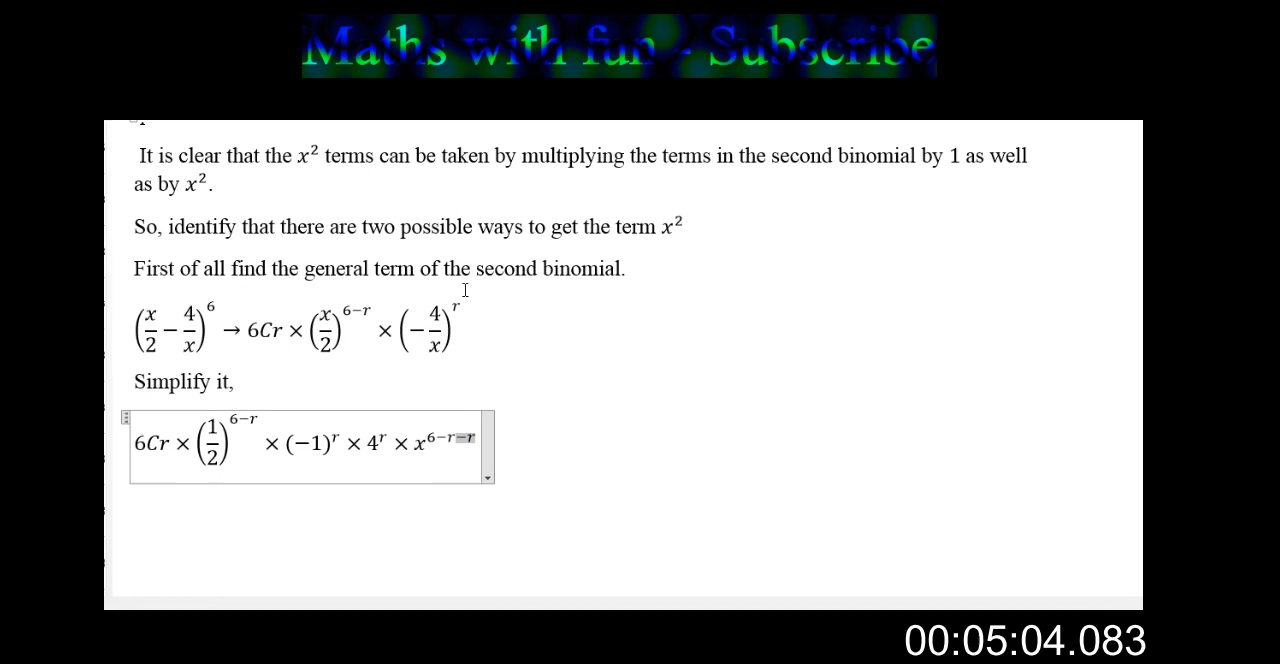 Maths with fun - Subscribe
It is clear that the x² terms can be taken by multiplying the terms in the second binomial by 1 as well
as by x².
So, identify that there are two possible ways to get the term x²
First of all find the general term of the second binomial.
(x/2 − 4/x)⁶ → 6Cr × (x/2)^(6−r) × (−4/x)^r
Simplify it,
6Cr × (1/2)^(6−r) × (−1)^r × 4^r × x^(6−r−r)
00:05:04.083